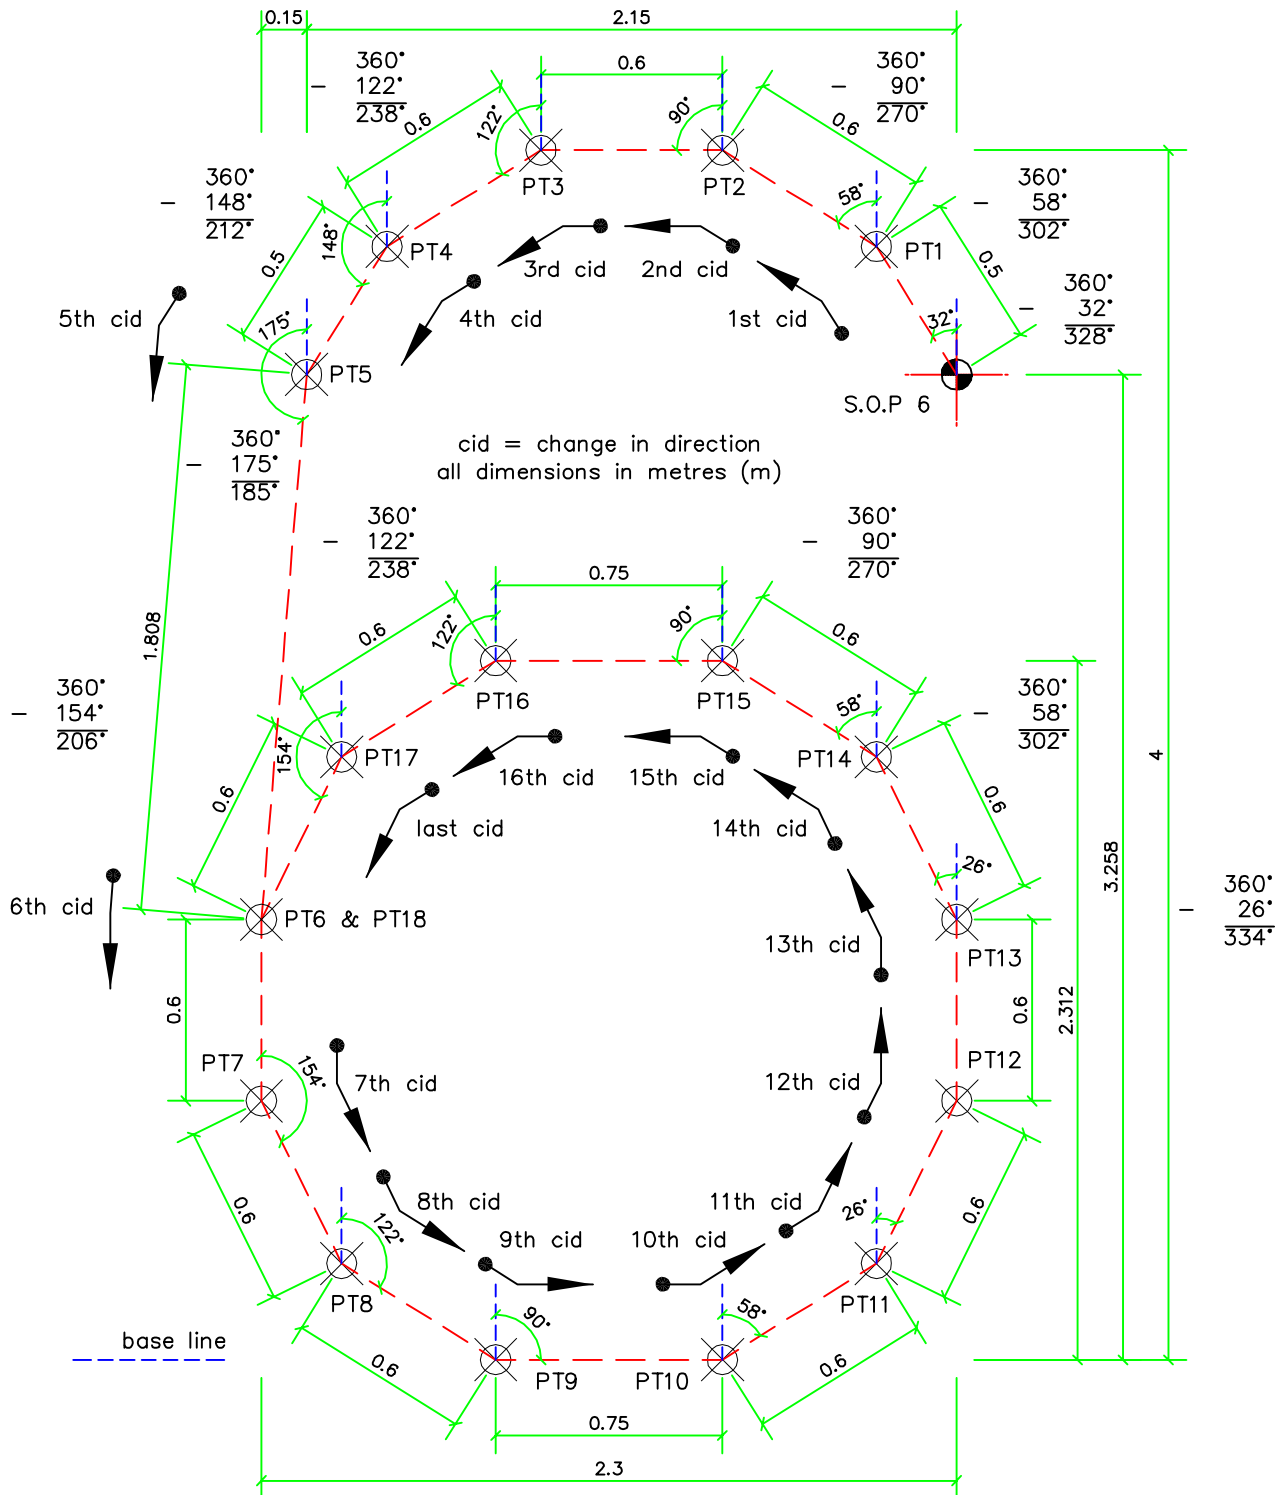 0.15
2.15
360°
− 122°
238°
0.6
360°
− 90°
270°
0.6
122°
90°
0.6
PT3
PT2
360°
− 148°
212°
58°
360°
− 58°
302°
148°
PT4
PT1
0.5
0.5
3rd cid
2nd cid
360°
− 32°
328°
5th cid
175°
4th cid
1st cid
32°
PT5
S.O.P 6
360°
− 175°
185°
cid = change in direction
all dimensions in metres (m)
360°
− 122°
238°
360°
− 90°
270°
0.75
1.808
0.6
122°
90°
0.6
PT16
PT15
360°
− 154°
206°
58°
360°
− 58°
302°
154°
PT17
PT14
4
16th cid
15th cid
0.6
0.6
last cid
14th cid
3.258
26°
360°
− 26°
334°
6th cid
PT6 & PT18
13th cid
PT13
0.6
0.6
2.312
PT7
154°
PT12
7th cid
12th cid
0.6
122°
8th cid
11th cid
26°
0.6
9th cid
10th cid
PT8
PT11
90°
58°
base line
0.6
PT9
PT10
0.6
0.75
2.3